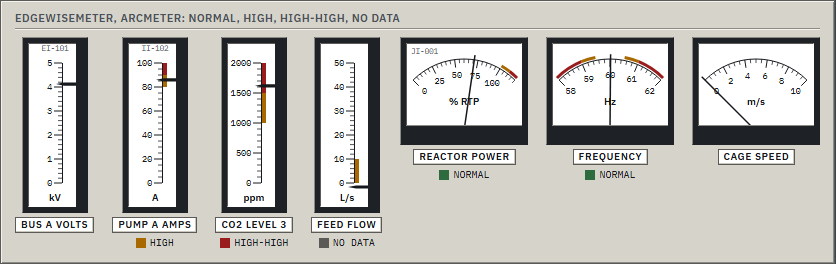 EDGEWISEMETER, ARCMETER: NORMAL, HIGH, HIGH-HIGH, NO DATA
EI-101
5
4
3
2
1
0
kV
BUS A VOLTS
II-102
100
80
60
40
20
0
A
PUMP A AMPS
HIGH
2000
1500
1000
500
0
ppm
CO2 LEVEL 3
HIGH-HIGH
50
40
30
20
10
0
L/s
FEED FLOW
NO DATA
JI-001
0 25 50 75 100
% RTP
REACTOR POWER
NORMAL
58 59 60 61 62
Hz
FREQUENCY
NORMAL
0 2 4 6 8 10
m/s
CAGE SPEED